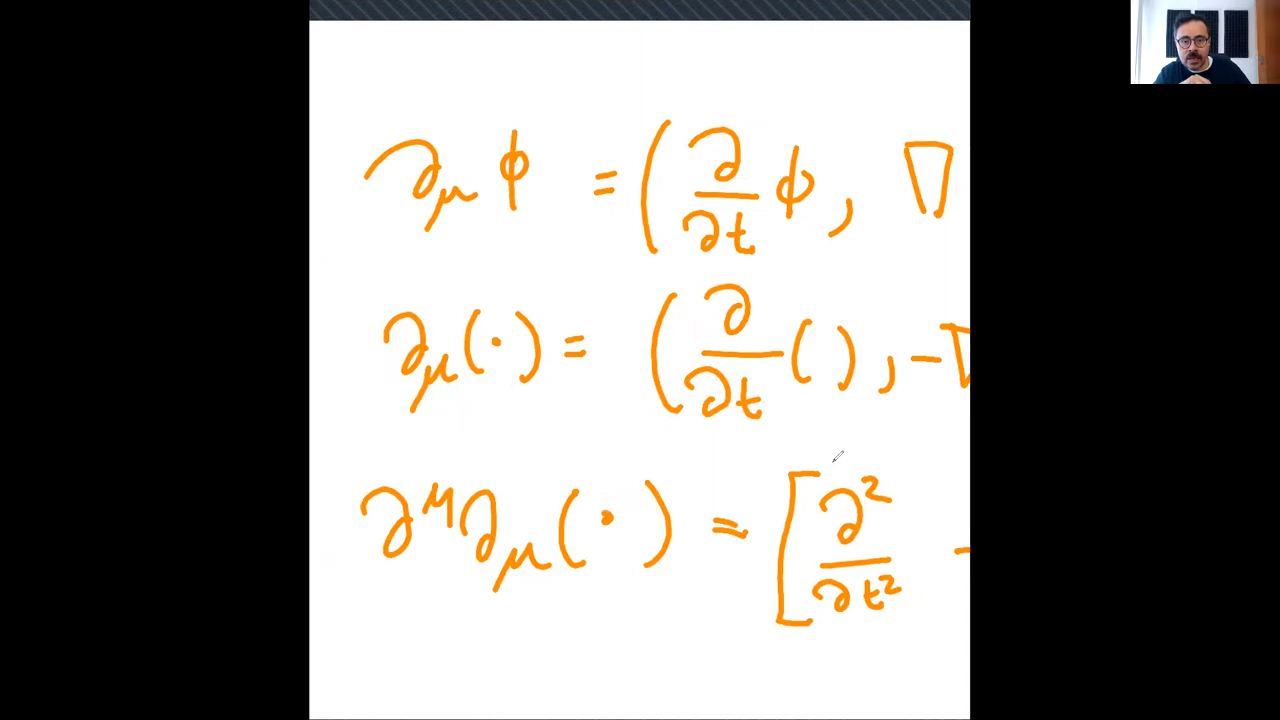 ∂_μ ϕ = ( ∂/∂t ϕ , ∇
∂_μ (·) = ( ∂/∂t ( ) , -∇
∂^μ ∂_μ (·) = [ ∂²/∂t² -